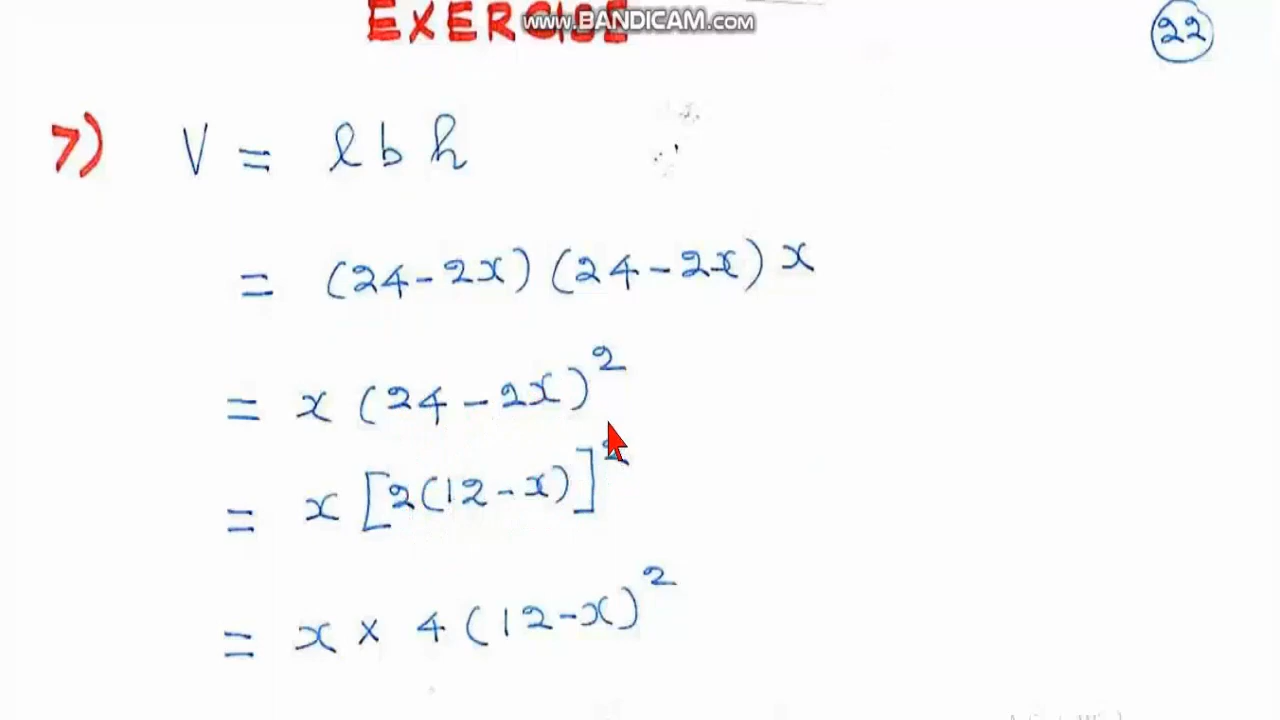 EXERCISE
www.BANDICAM.com
22
7) V = l b h
= (24 - 2x) (24 - 2x) x
= x (24 - 2x)²
= x [2(12 - x)]²
= x × 4 (12 - x)²